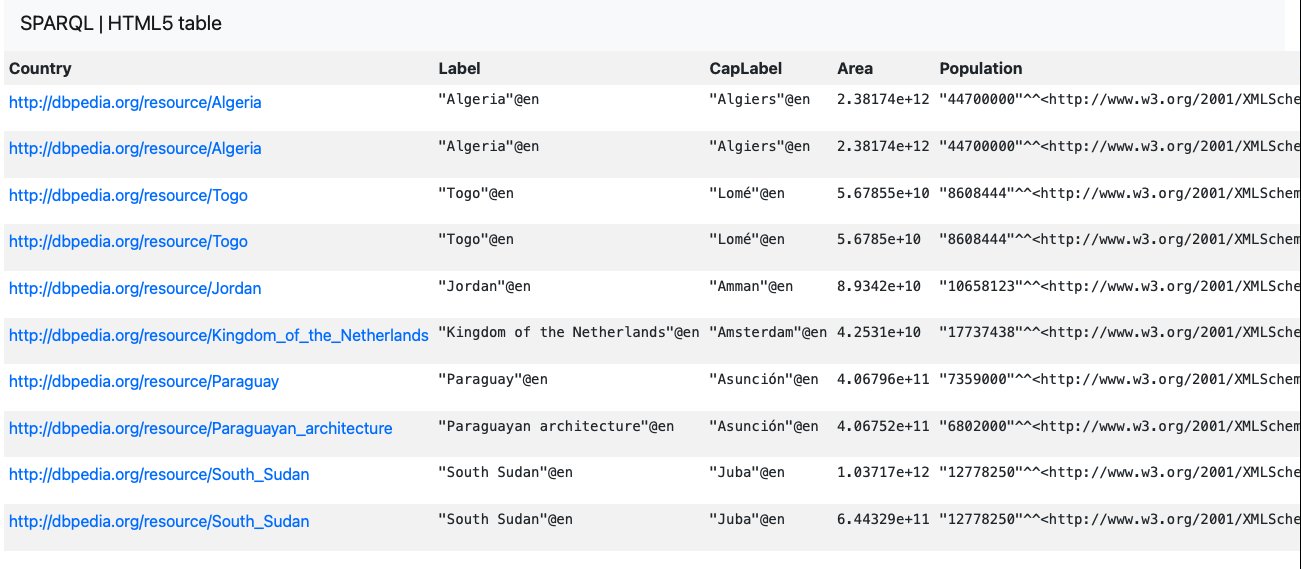 SPARQL | HTML5 table
Country Label CapLabel Area Population
http://dbpedia.org/resource/Algeria "Algeria"@en "Algiers"@en 2.38174e+12 "44700000"^^<http://www.w3.org/2001/XMLSche
http://dbpedia.org/resource/Algeria "Algeria"@en "Algiers"@en 2.38174e+12 "44700000"^^<http://www.w3.org/2001/XMLSche
http://dbpedia.org/resource/Togo "Togo"@en "Lomé"@en 5.67855e+10 "8608444"^^<http://www.w3.org/2001/XMLSchem
http://dbpedia.org/resource/Togo "Togo"@en "Lomé"@en 5.6785e+10 "8608444"^^<http://www.w3.org/2001/XMLSchem
http://dbpedia.org/resource/Jordan "Jordan"@en "Amman"@en 8.9342e+10 "10658123"^^<http://www.w3.org/2001/XMLSche
http://dbpedia.org/resource/Kingdom_of_the_Netherlands "Kingdom of the Netherlands"@en "Amsterdam"@en 4.2531e+10 "17737438"^^<http://www.w3.org/2001/XMLSche
http://dbpedia.org/resource/Paraguay "Paraguay"@en "Asunción"@en 4.06796e+11 "7359000"^^<http://www.w3.org/2001/XMLSchem
http://dbpedia.org/resource/Paraguayan_architecture "Paraguayan architecture"@en "Asunción"@en 4.06752e+11 "6802000"^^<http://www.w3.org/2001/XMLSchem
http://dbpedia.org/resource/South_Sudan "South Sudan"@en "Juba"@en 1.03717e+12 "12778250"^^<http://www.w3.org/2001/XMLSche
http://dbpedia.org/resource/South_Sudan "South Sudan"@en "Juba"@en 6.44329e+11 "12778250"^^<http://www.w3.org/2001/XMLSche